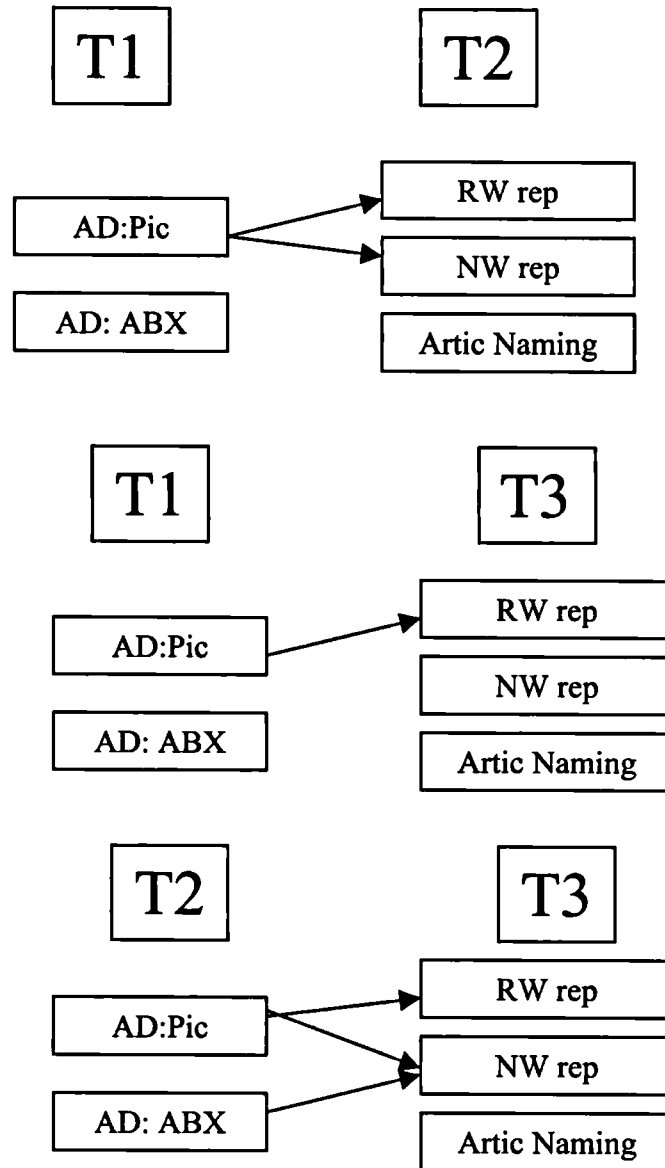 T1 T2
AD:Pic RW rep
NW rep
AD: ABX
Artic Naming
T1 T3
AD:Pic RW rep
NW rep
AD: ABX
Artic Naming
T2 T3
AD:Pic RW rep
NW rep
AD: ABX
Artic Naming